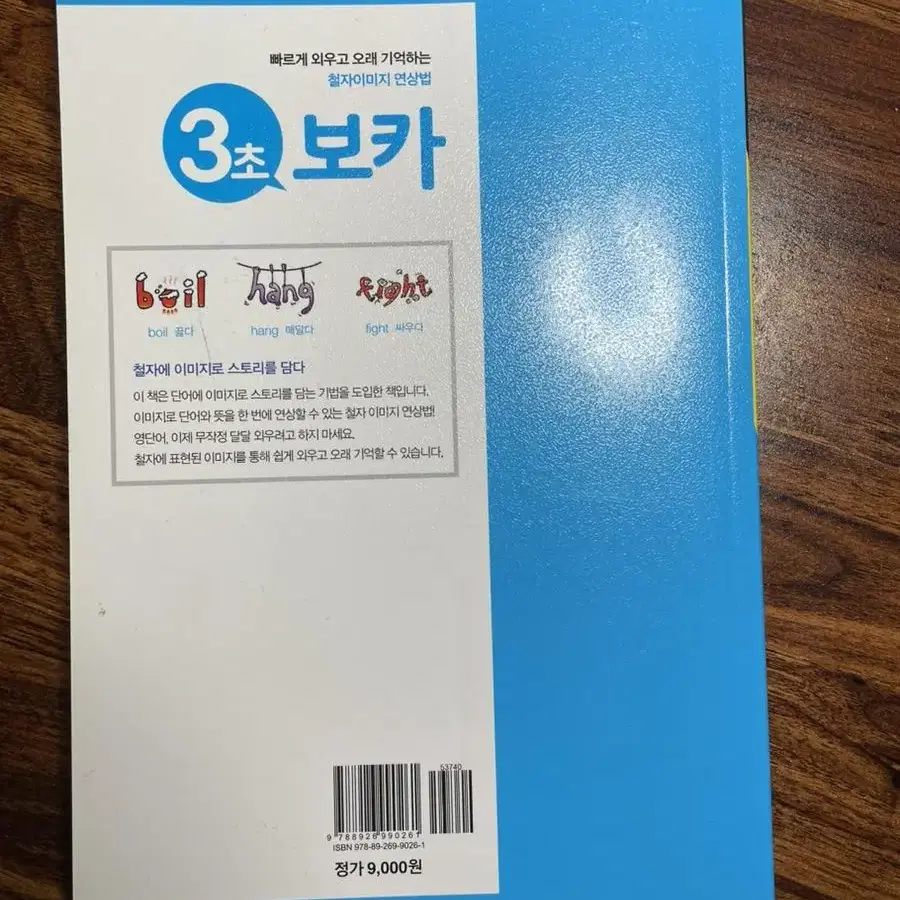 빠르게 외우고 오래 기억하는
철자이미지 연상법
3초 보카
boil hang fight
boil 끓다 hang 매달다 fight 싸우다
철자에 이미지로 스토리를 담다
이 책은 단어에 이미지로 스토리를 담는 기법을 도입한 책입니다.
이미지로 단어와 뜻을 한 번에 연상할 수 있는 철자 이미지 연상법!
영단어, 이제 무작정 달달 외우려고 하지 마세요.
철자에 표현된 이미지를 통해 쉽게 외우고 오래 기억할 수 있습니다.
53740
9 788926 990261
ISBN 978-89-269-9026-1
정가 9,000원